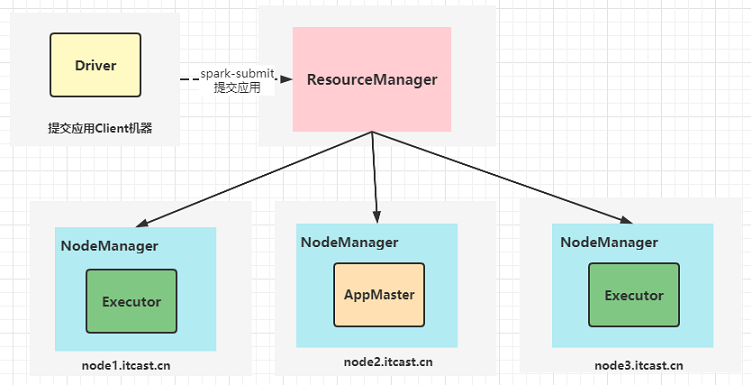 Driver
spark-submit
提交应用
ResourceManager
提交应用Client机器
NodeManager
Executor
NodeManager
AppMaster
NodeManager
Executor
node1.itcast.cn
node2.itcast.cn
node3.itcast.cn